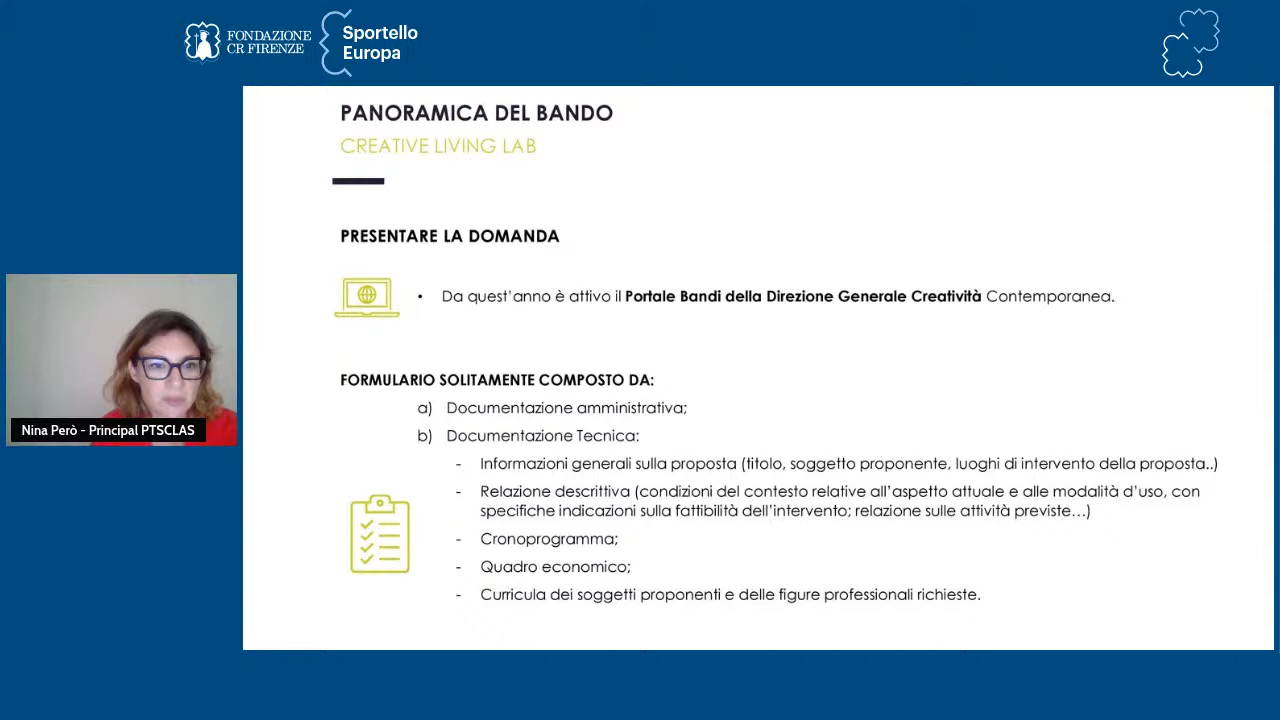 FONDAZIONE
CR FIRENZE
Sportello
Europa
PANORAMICA DEL BANDO
CREATIVE LIVING LAB
PRESENTARE LA DOMANDA
• Da quest'anno è attivo il Portale Bandi della Direzione Generale Creatività Contemporanea.
FORMULARIO SOLITAMENTE COMPOSTO DA:
a) Documentazione amministrativa;
b) Documentazione Tecnica:
- Informazioni generali sulla proposta (titolo, soggetto proponente, luoghi di intervento della proposta..)
- Relazione descrittiva (condizioni del contesto relative all'aspetto attuale e alle modalità d'uso, con
specifiche indicazioni sulla fattibilità dell'intervento; relazione sulle attività previste…)
- Cronoprogramma;
- Quadro economico;
- Curricula dei soggetti proponenti e delle figure professionali richieste.
Nina Però - Principal PTSCLAS